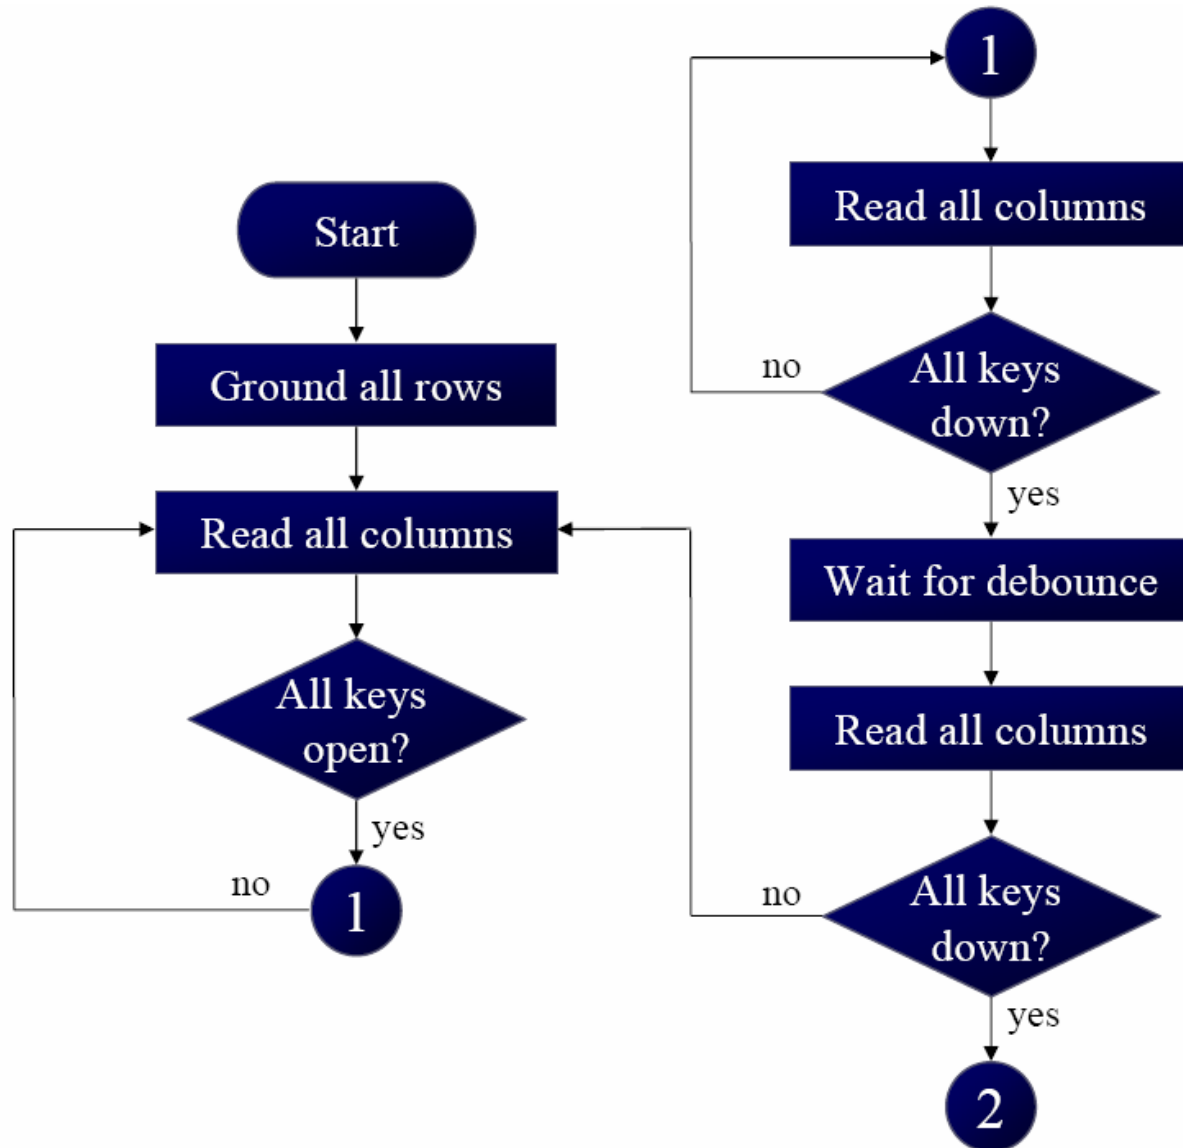 Start
Ground all rows
Read all columns
All keys
open?
yes
no
1
1
Read all columns
All keys
down?
no
yes
Wait for debounce
Read all columns
All keys
down?
no
yes
2